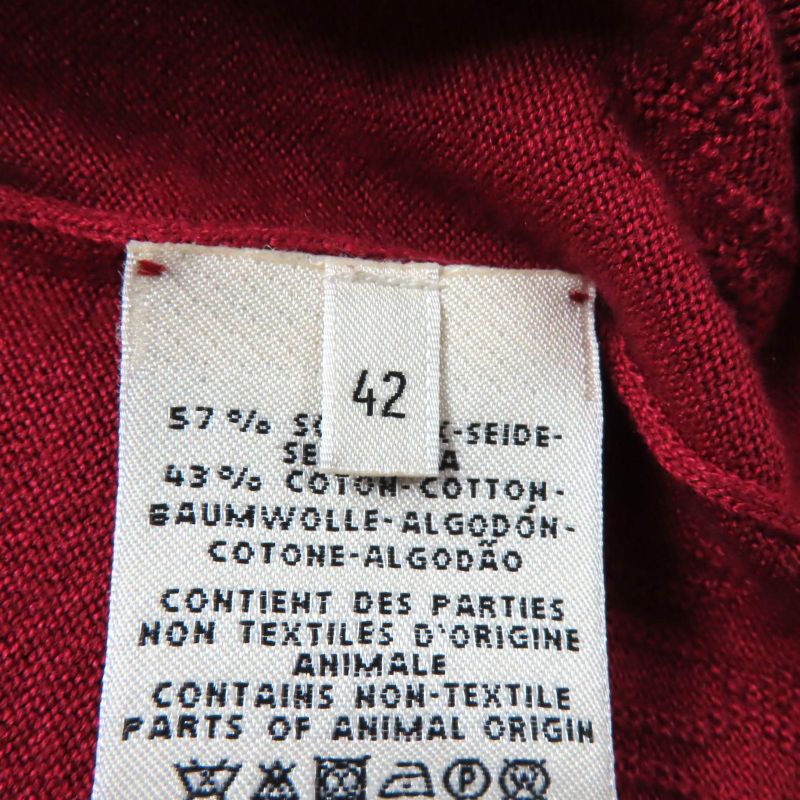 42
57% -SEIDE-
43% COTON-COTTON-
BAUMWOLLE-ALGODÓN-
COTONE-ALGODÃO
CONTIENT DES PARTIES
NON TEXTILES D'ORIGINE
ANIMALE
CONTAINS NON-TEXTILE
PARTS OF ANIMAL ORIGIN
P W